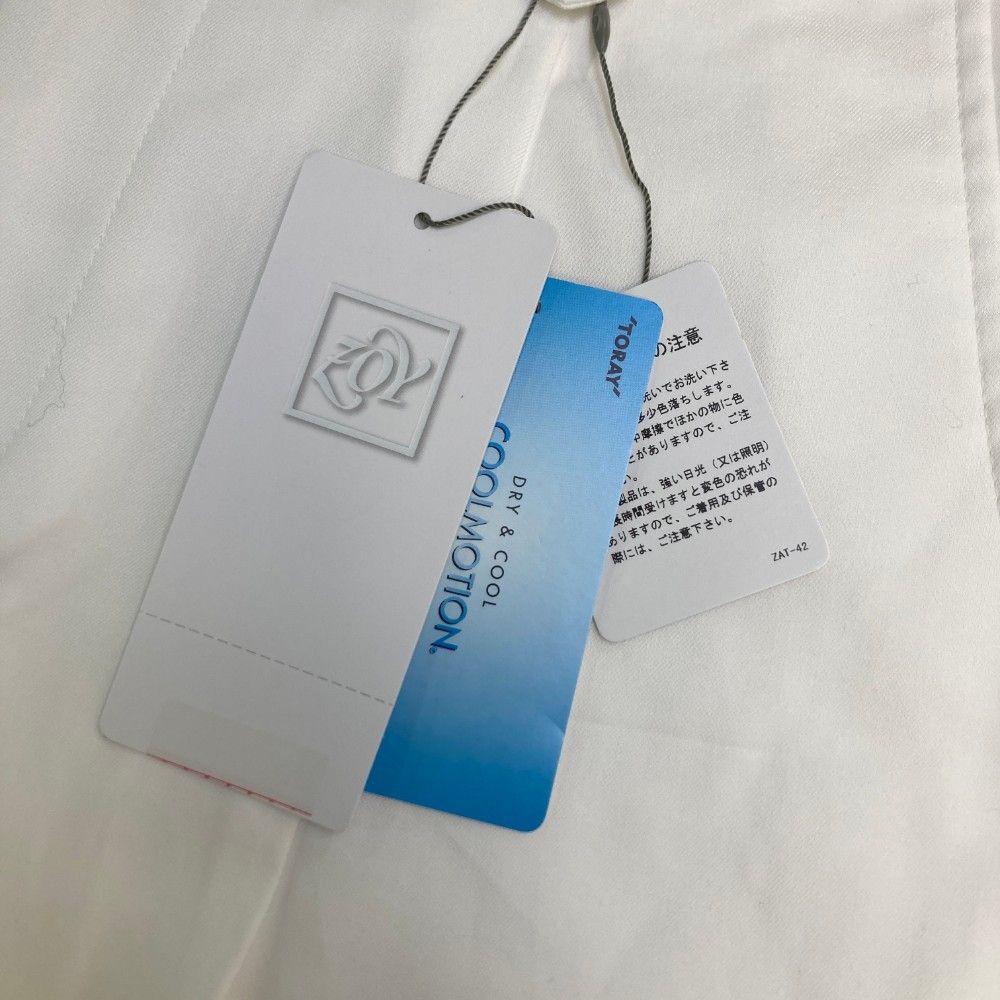 ZOY
'TORAY'
DRY & COOL
COOLMOTION®
の注意
洗いでお洗い下さ
多少色落ちします。
や摩擦でほかの物に色
とがありますので、ご注
い。
製品は、強い日光(又は照明)
長時間受けますと変色の恐れが
ありますので、ご着用及び保管の
際には、ご注意下さい。
ZAT-42